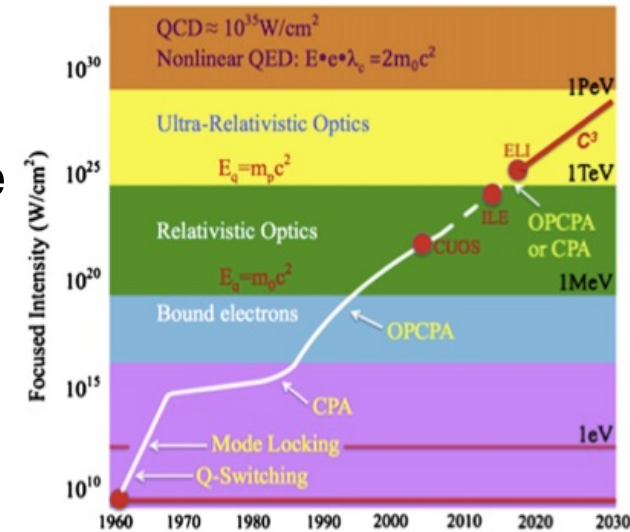 QCD ≈ 10³⁵W/cm²
Nonlinear QED: E•e•λc =2m₀c²
10³⁰
1PeV
Ultra-Relativistic Optics
C³
ELI
Eq=mpc²
10²⁵
1TeV
e
ILE
OPCPA
or CPA
Relativistic Optics
CUOS
Eq=m₀c²
10²⁰
1MeV
Bound electrons
OPCPA
Focused Intensity (W/cm²)
10¹⁵
CPA
1eV
Mode Locking
Q-Switching
10¹⁰
1960 1970 1980 1990 2000 2010 2020 2030